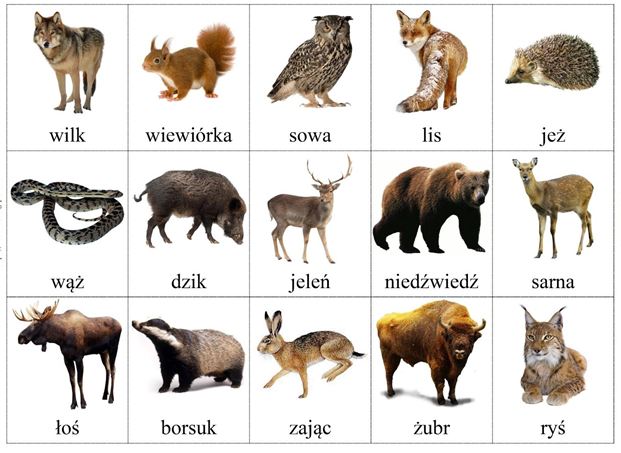 wilk wiewiórka sowa lis jeż
wąż dzik jeleń niedźwiedź sarna
łoś borsuk zając żubr ryś